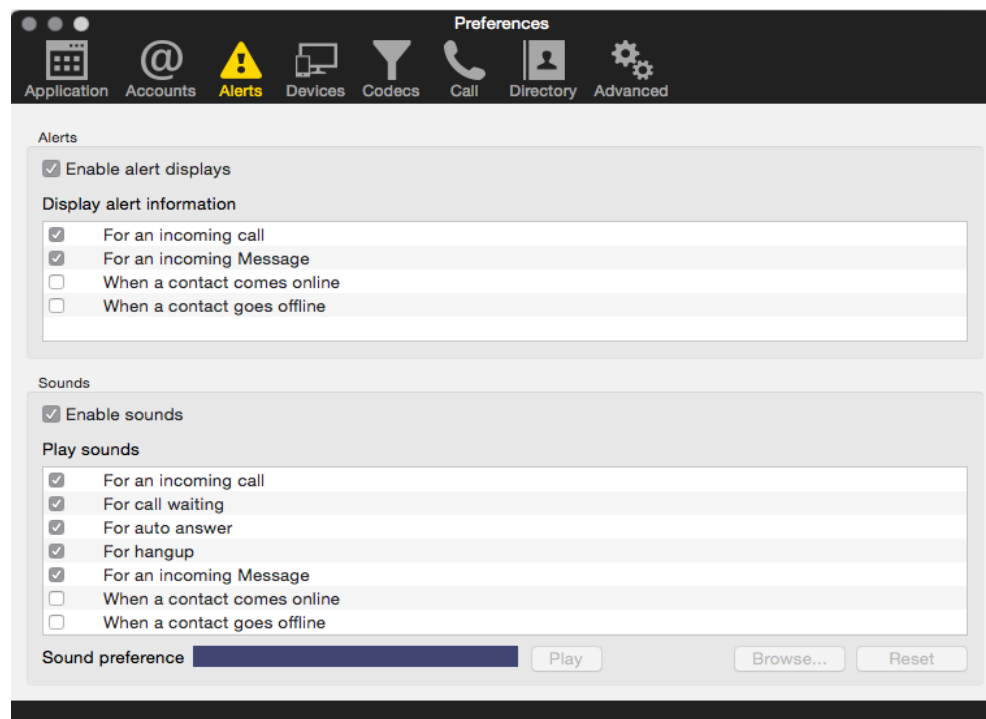 Preferences
Application Accounts Alerts Devices Codecs Call Directory Advanced
Alerts
Enable alert displays
Display alert information
For an incoming call
For an incoming Message
When a contact comes online
When a contact goes offline
Sounds
Enable sounds
Play sounds
For an incoming call
For call waiting
For auto answer
For hangup
For an incoming Message
When a contact comes online
When a contact goes offline
Sound preference Play Browse... Reset